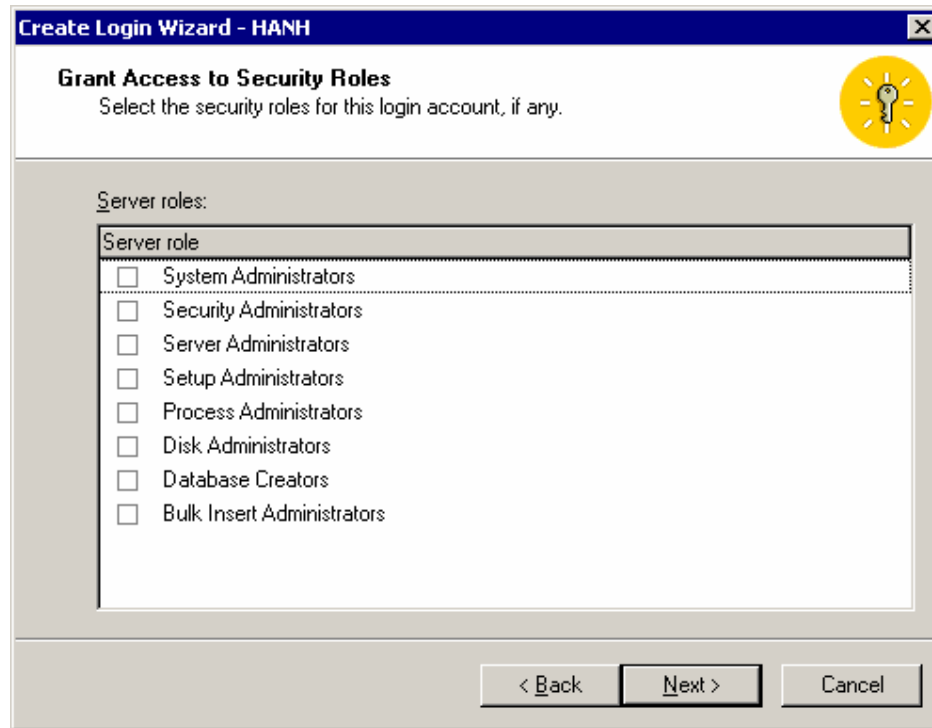 Create Login Wizard - HANH
Grant Access to Security Roles
Select the security roles for this login account, if any.
Server roles:
Server role
System Administrators
Security Administrators
Server Administrators
Setup Administrators
Process Administrators
Disk Administrators
Database Creators
Bulk Insert Administrators
< Back Next > Cancel